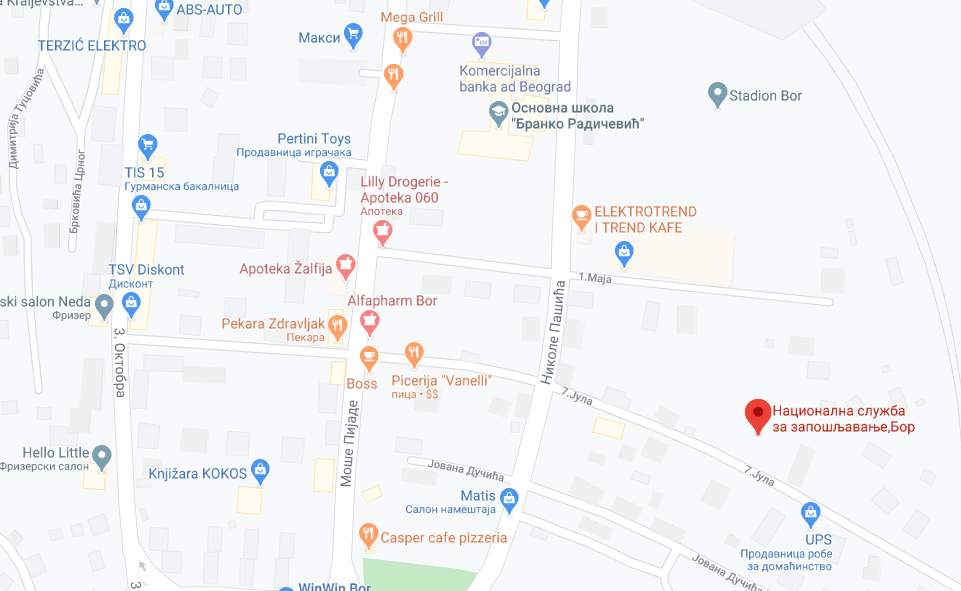 Kraljevstva...
ABS-AUTO
TERZIĆ ELEKTRO
Mega Grill
Макси
Komercijalna
banka ad Beograd
Основна школа
"Бранко Радичевић"
Stadion Bor
Димитрија Туцовића
Брковића Црног
Pertini Toys
Продавница играчака
TIS 15
Гурманска бакалница
Lilly Drogerie -
Apoteka 060
Апотека
ELEKTROTREND
I TREND KAFE
Apoteka Žalfija
TSV Diskont
Дисконт
1.Маја
ski salon Neda
Фризер
Alfapharm Bor
Pekara Zdravljak
Пекара
3. Октобра
Николе Пашића
Boss
Picerija "Vanelli"
пица • $$
7.Јула
Моше Пијаде
Национална служба
за запошљавање,Бор
Hello Little
Фризерски салон
Knjižara KOKOS
Јована Дучића
7.Јула
Matis
Салон намештаја
Casper cafe pizzeria
UPS
Продавница робе
за домаћинство
Јована Дучића
WinWin Bor
3